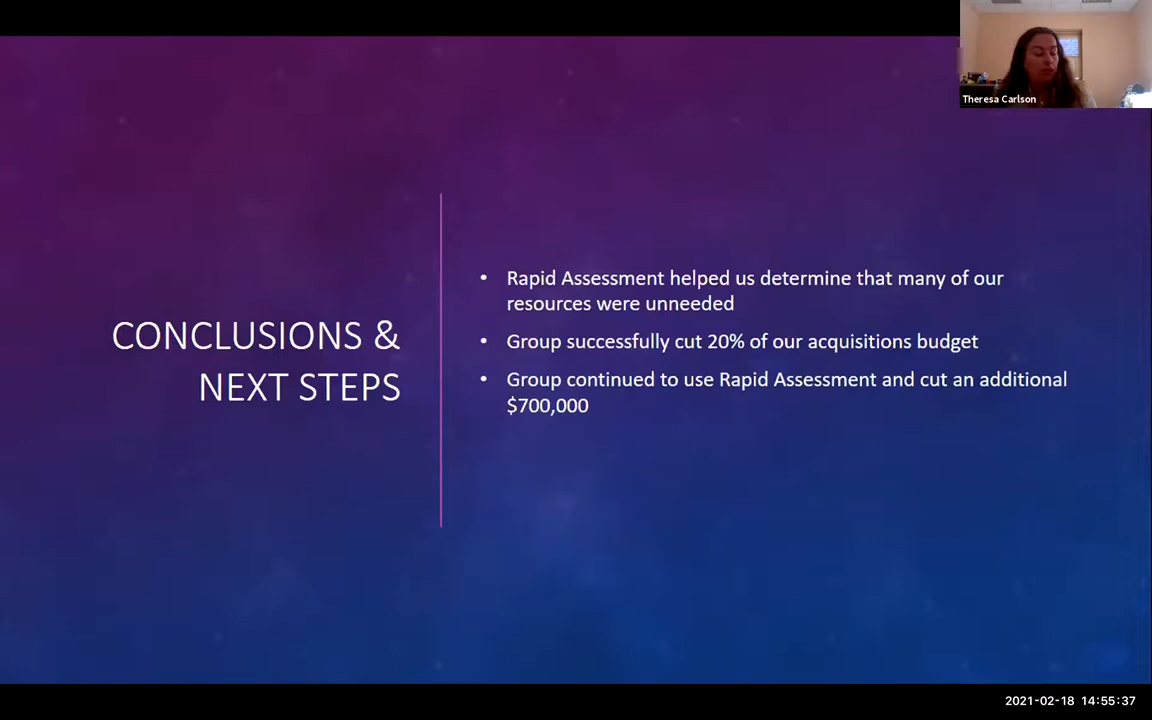 Theresa Carlson
CONCLUSIONS &
NEXT STEPS
• Rapid Assessment helped us determine that many of our
resources were unneeded
• Group successfully cut 20% of our acquisitions budget
• Group continued to use Rapid Assessment and cut an additional
$700,000
2021-02-18 14:55:37